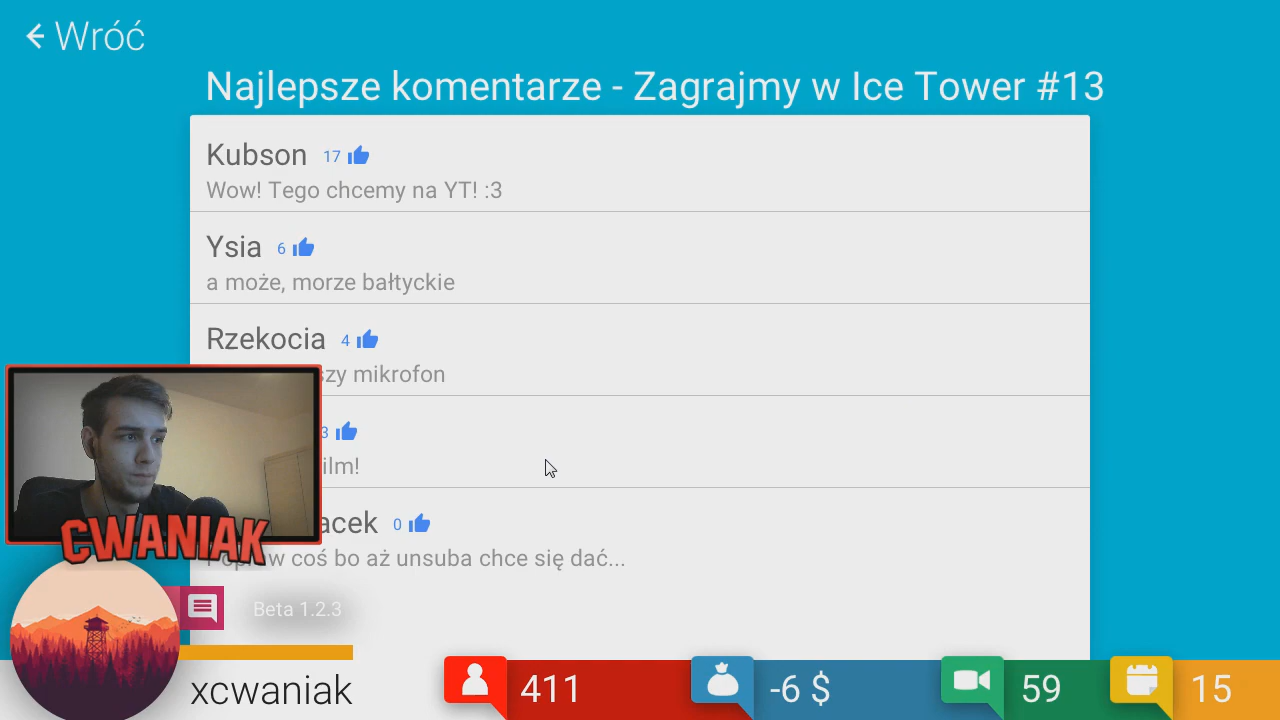 Wróć
Najlepsze komentarze - Zagrajmy w Ice Tower #13
Kubson 17
Wow! Tego chcemy na YT! :3
Ysia 6
a może, morze bałtyckie
Rzekocia 4
mikrofon
3
acek 0
coś bo aż unsuba chce się dać...
CWANIAK
Beta 1.2.3
xcwaniak
411
-6 $
59
15